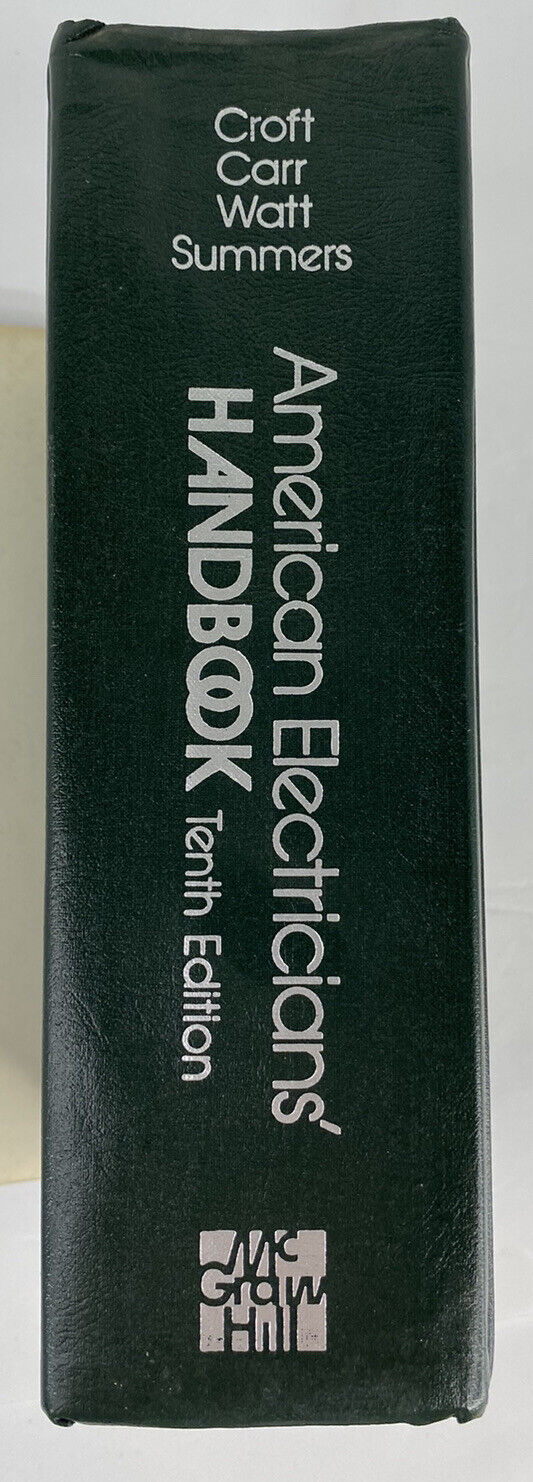 Croft
Carr
Watt
Summers
American Electricians'
HANDBOOK Tenth Edition
Mc
Graw
Hill